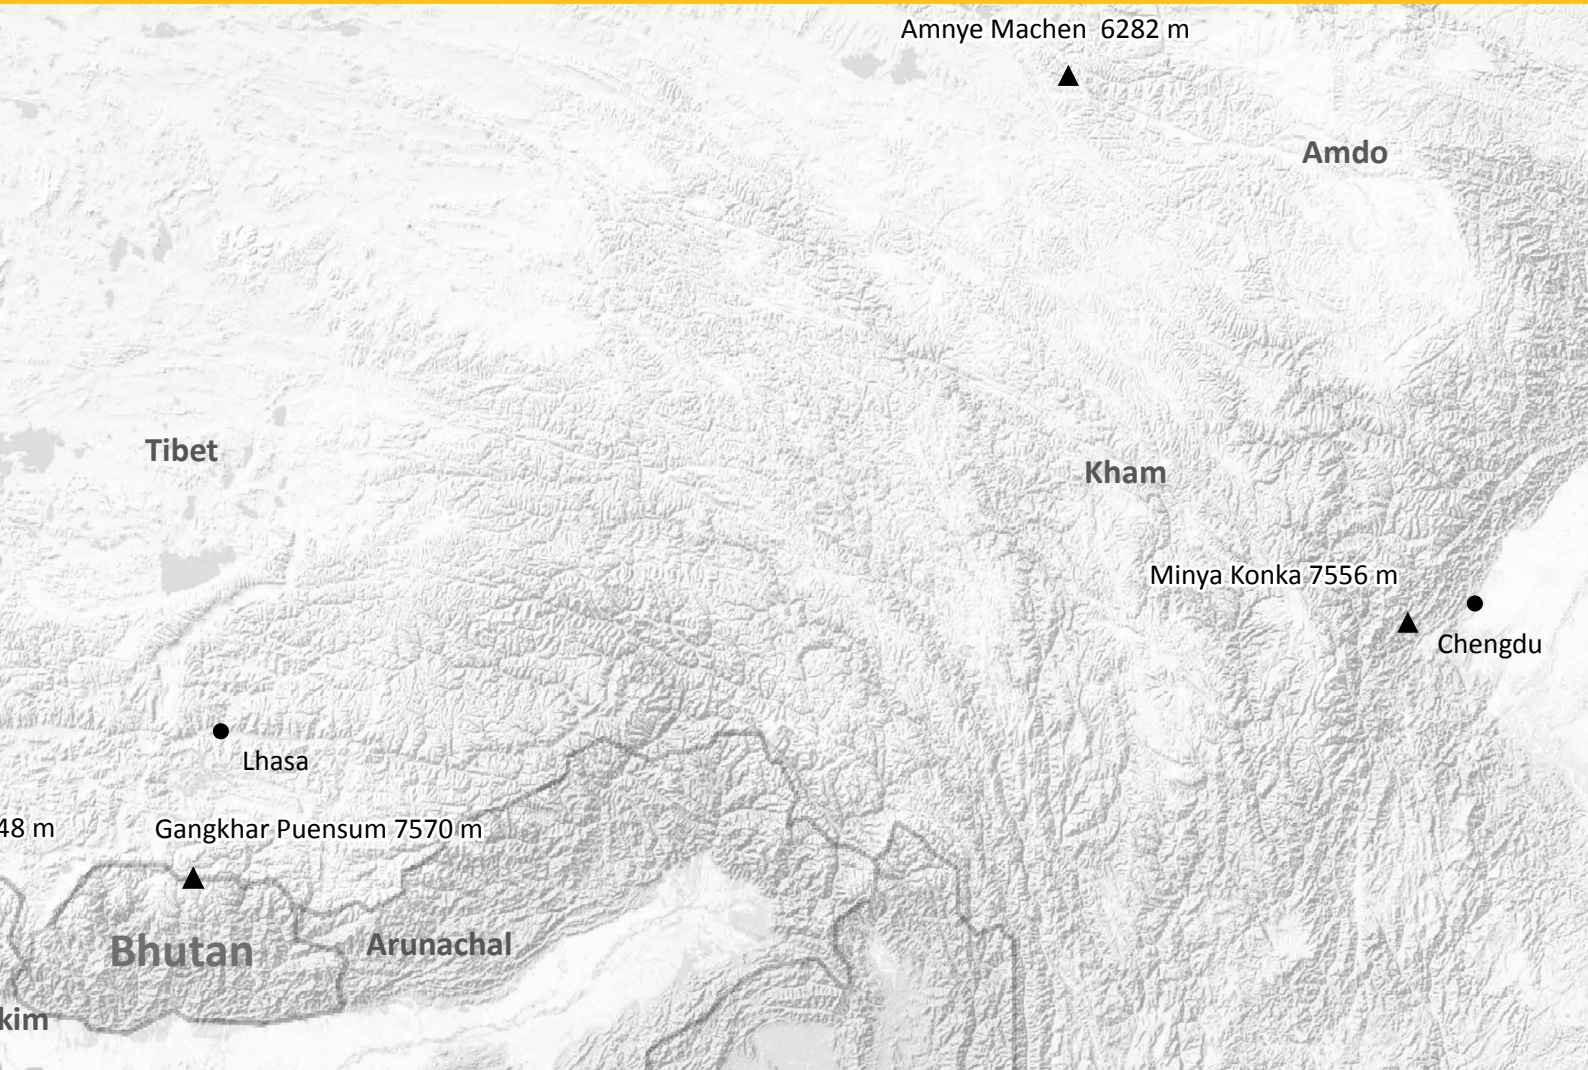 Amnye Machen 6282 m
Amdo
Tibet
Kham
Minya Konka 7556 m
Chengdu
Lhasa
48 m
Gangkhar Puensum 7570 m
Bhutan
Arunachal
kim